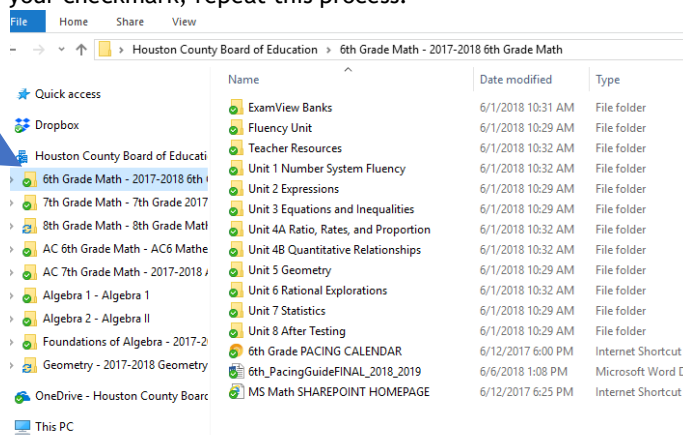 your checkmark, repeat this process.
File Home Share View
Houston County Board of Education > 6th Grade Math - 2017-2018 6th Grade Math
Name Date modified Type
Quick access
Dropbox
Houston County Board of Educati
6th Grade Math - 2017-2018 6th
7th Grade Math - 7th Grade 2017
8th Grade Math - 8th Grade Math
AC 6th Grade Math - AC6 Mathe
AC 7th Grade Math - 2017-2018
Algebra 1 - Algebra 1
Algebra 2 - Algebra II
Foundations of Algebra - 2017-2
Geometry - 2017-2018 Geometry
OneDrive - Houston County Board
This PC
ExamView Banks 6/1/2018 10:31 AM File folder
Fluency Unit 6/1/2018 10:29 AM File folder
Teacher Resources 6/1/2018 10:32 AM File folder
Unit 1 Number System Fluency 6/1/2018 10:32 AM File folder
Unit 2 Expressions 6/1/2018 10:29 AM File folder
Unit 3 Equations and Inequalities 6/1/2018 10:29 AM File folder
Unit 4A Ratio, Rates, and Proportion 6/1/2018 10:32 AM File folder
Unit 4B Quantitative Relationships 6/1/2018 10:32 AM File folder
Unit 5 Geometry 6/1/2018 10:29 AM File folder
Unit 6 Rational Explorations 6/1/2018 10:32 AM File folder
Unit 7 Statistics 6/1/2018 10:29 AM File folder
Unit 8 After Testing 6/1/2018 10:29 AM File folder
6th Grade PACING CALENDAR 6/12/2017 6:00 PM Internet Shortcut
6th_PacingGuideFINAL_2018_2019 6/6/2018 1:08 PM Microsoft Word D
MS Math SHAREPOINT HOMEPAGE 6/12/2017 6:25 PM Internet Shortcut